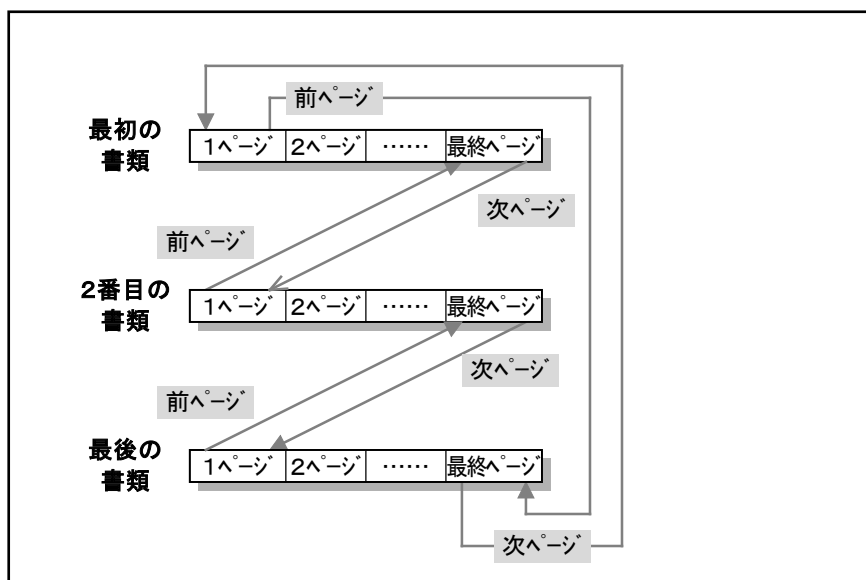 前ページ
最初の
書類
1ページ 2ページ …… 最終ページ
次ページ
前ページ
2番目の
書類
1ページ 2ページ …… 最終ページ
次ページ
前ページ
最後の
書類
1ページ 2ページ …… 最終ページ
次ページ